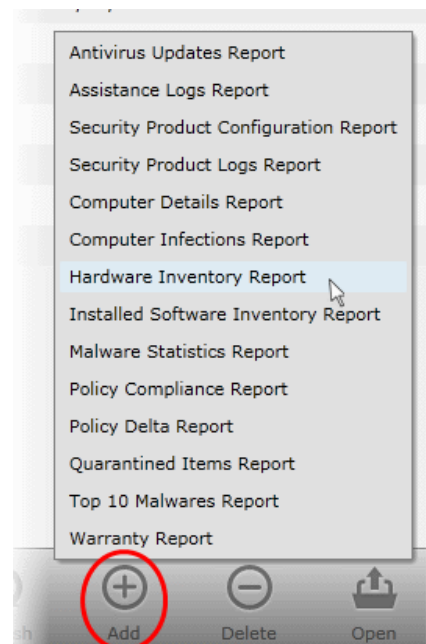 Antivirus Updates Report
Assistance Logs Report
Security Product Configuration Report
Security Product Logs Report
Computer Details Report
Computer Infections Report
Hardware Inventory Report
Installed Software Inventory Report
Malware Statistics Report
Policy Compliance Report
Policy Delta Report
Quarantined Items Report
Top 10 Malwares Report
Warranty Report
Add Delete Open